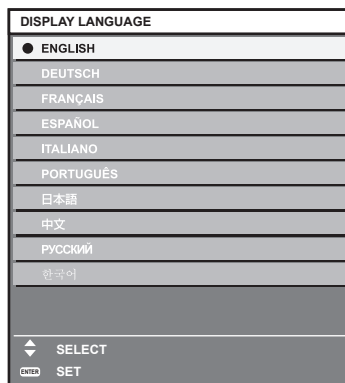 DISPLAY LANGUAGE
ENGLISH
DEUTSCH
FRANÇAIS
ESPAÑOL
ITALIANO
PORTUGUÊS
日本語
中文
РУССКИЙ
한국어
SELECT
ENTER SET